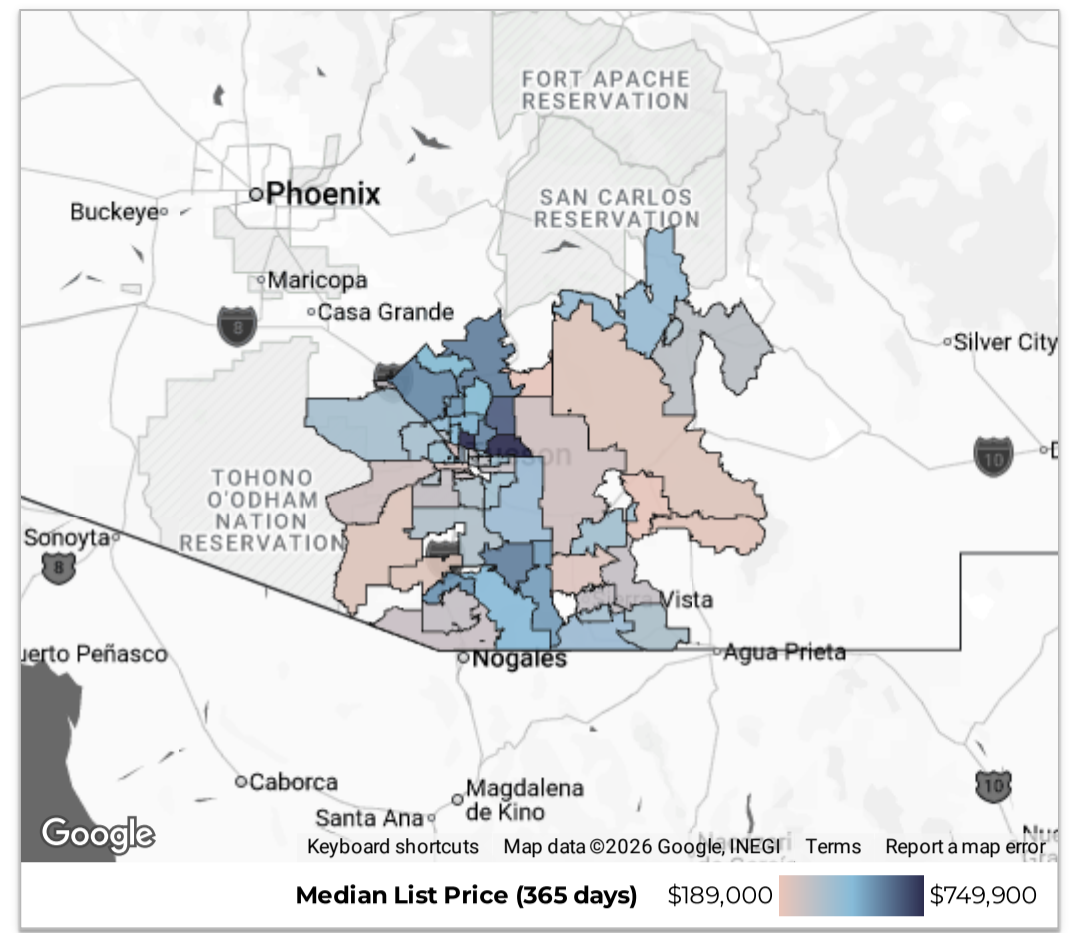 FORT APACHE
RESERVATION
SAN CARLOS
RESERVATION
Phoenix
Buckeye
Maricopa
Casa Grande
8
Silver City
10
TOHONO
O'ODHAM
NATION
RESERVATION
Sonoyta
8
Sierra Vista
Nogales
Agua Prieta
uerto Peñasco
Caborca
Magdalena
de Kino
Santa Ana
10
Google
Keyboard shortcuts Map data ©2026 Google, INEGI Terms Report a map error
Median List Price (365 days) $189,000 $749,900